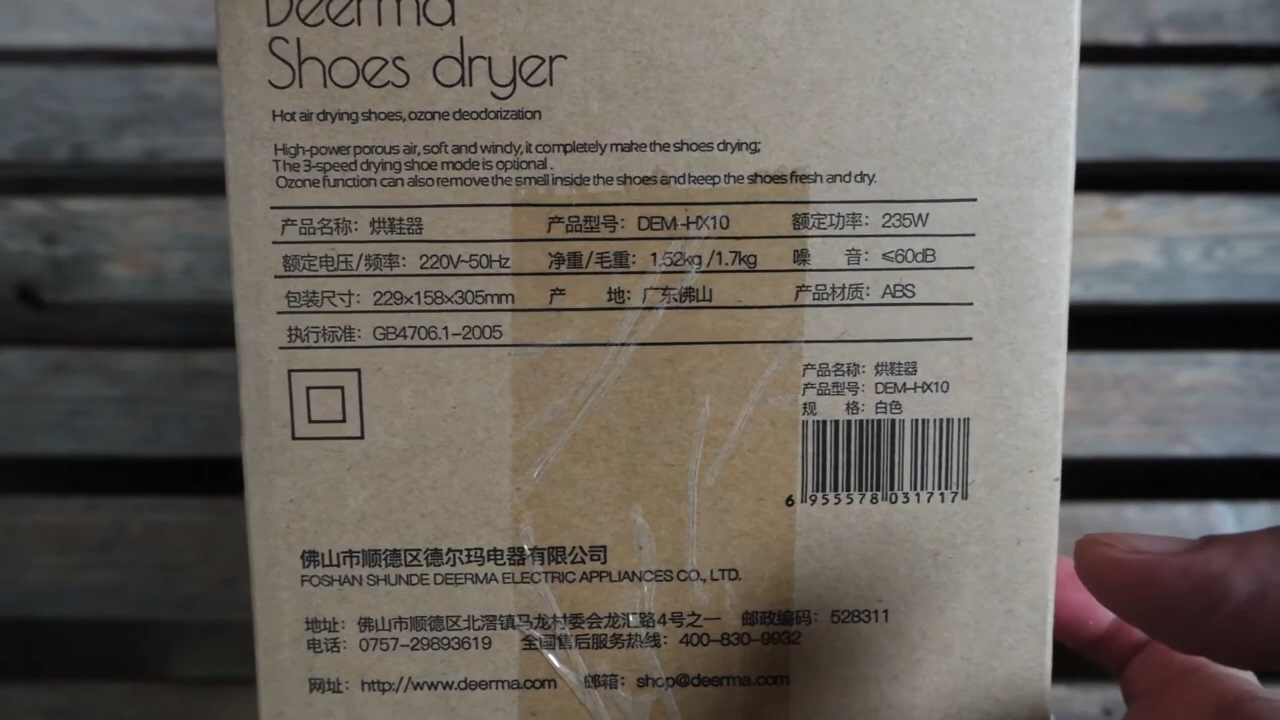 Deerma
Shoes dryer
Hot air drying shoes, ozone deodorization
High-power porous air, soft and windy, it completely make the shoes drying;
The 3-speed drying shoe mode is optional.
Ozone function can also remove the smell inside the shoes and keep the shoes fresh and dry.
产品名称：烘鞋器 产品型号：DEM-HX10 额定功率：235W
额定电压/频率：220V~50Hz 净重/毛重：1.52kg /1.7kg 噪 音：≤60dB
包装尺寸：229×158×305mm 产 地：广东佛山 产品材质：ABS
执行标准：GB4706.1-2005
产品名称：烘鞋器
产品型号：DEM-HX10
规 格：白色
6 955578 031717
佛山市顺德区德尔玛电器有限公司
FOSHAN SHUNDE DEERMA ELECTRIC APPLIANCES CO., LTD.
地址：佛山市顺德区北滘镇马龙村委会龙汇路4号之一 邮政编码：528311
电话：0757-29893619 全国售后服务热线：400-830-9932
网址：http://www.deerma.com 邮箱：shop@deerma.com